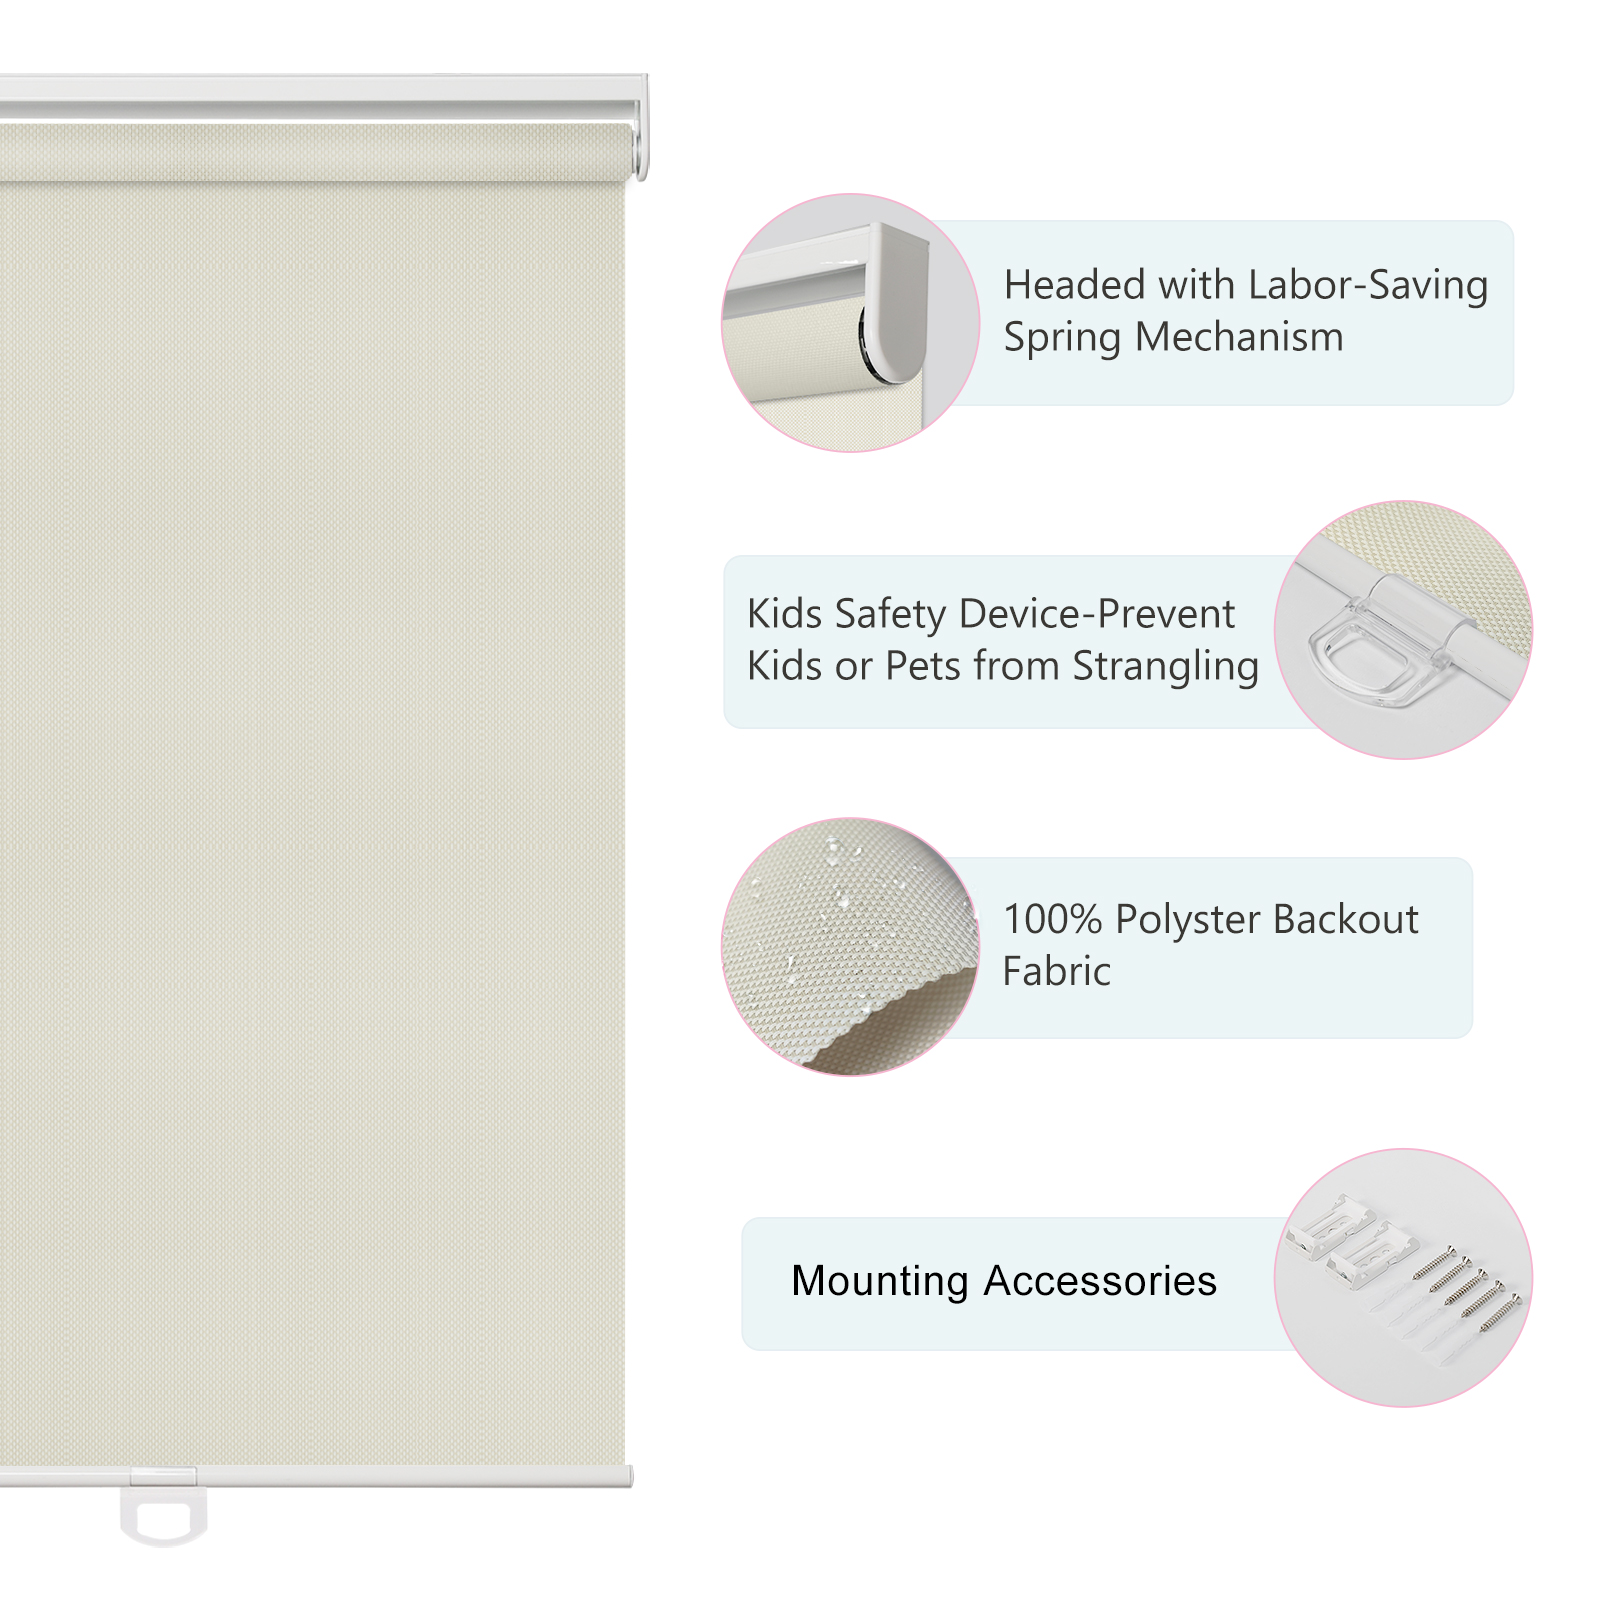 Headed with Labor-Saving
Spring Mechanism
Kids Safety Device-Prevent
Kids or Pets from Strangling
100% Polyster Backout
Fabric
Mounting Accessories